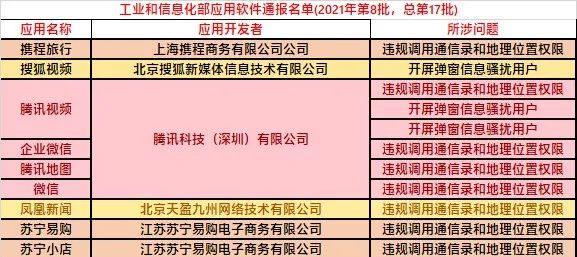 工业和信息化部应用软件通报名单(2021年第8批，总第17批)
应用名称 应用开发者 所涉问题
携程旅行 上海携程商务有限公司公司 违规调用通信录和地理位置权限
搜狐视频 北京搜狐新媒体信息技术有限公司 开屏弹窗信息骚扰用户
腾讯视频 腾讯科技（深圳）有限公司 违规调用通信录和地理位置权限
开屏弹窗信息骚扰用户
开屏弹窗信息骚扰用户
企业微信 违规调用通信录和地理位置权限
腾讯地图 违规调用通信录和地理位置权限
微信 违规调用通信录和地理位置权限
凤凰新闻 北京天盈九州网络技术有限公司 违规调用通信录和地理位置权限
苏宁易购 江苏苏宁易购电子商务有限公司 违规调用通信录和地理位置权限
苏宁小店 江苏苏宁易购电子商务有限公司 违规调用通信录和地理位置权限